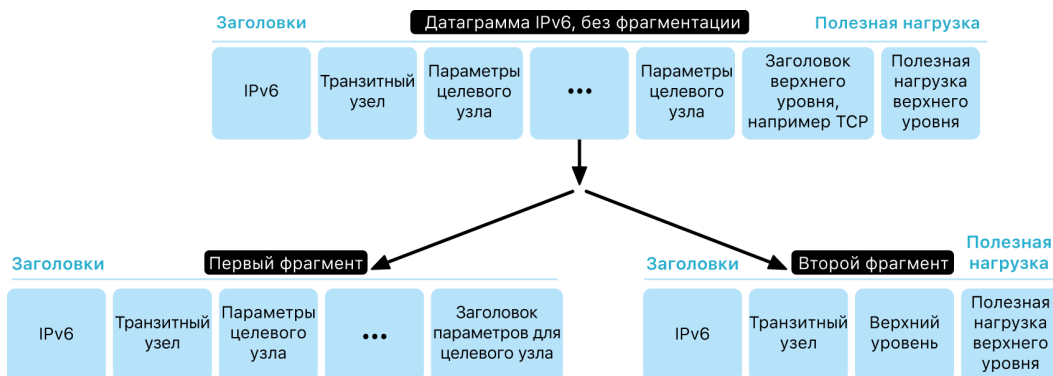 Заголовки
Датаграмма IPv6, без фрагментации
Полезная нагрузка
IPv6
Транзитный
узел
Параметры
целевого
узла
•••
Параметры
целевого
узла
Заголовок
верхнего
уровня,
например TCP
Полезная
нагрузка
верхнего
уровня
Заголовки
Первый фрагмент
IPv6
Транзитный
узел
Параметры
целевого
узла
•••
Заголовок
параметров для
целевого узла
Заголовки
Второй фрагмент
Полезная
нагрузка
IPv6
Транзитный
узел
Верхний
уровень
Полезная
нагрузка
верхнего
уровня